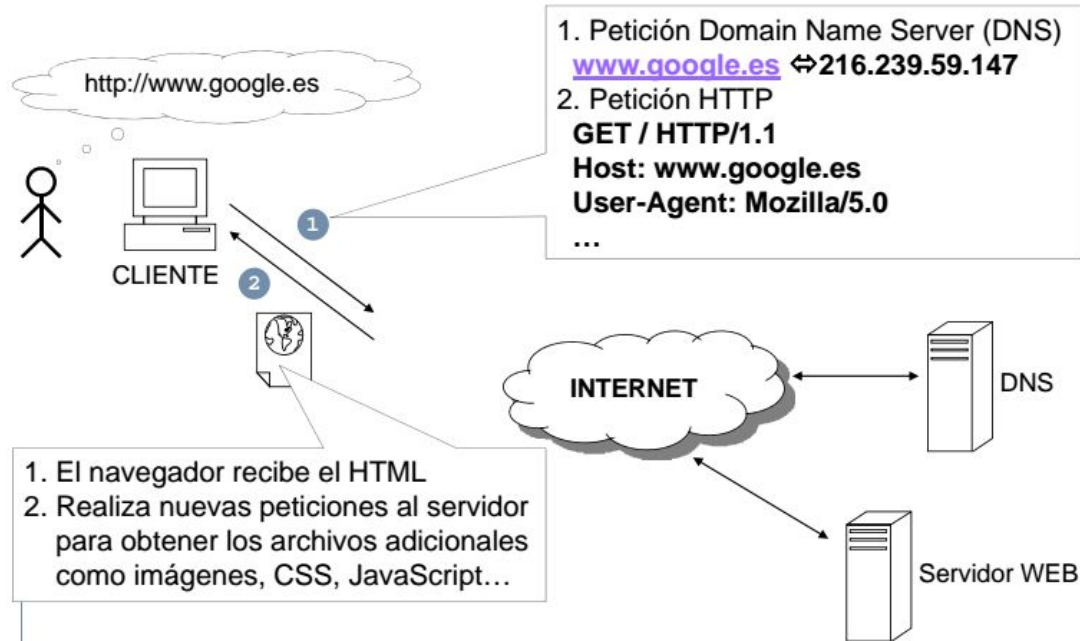 http://www.google.es
1. Petición Domain Name Server (DNS)
www.google.es ⇔216.239.59.147
2. Petición HTTP
GET / HTTP/1.1
Host: www.google.es
User-Agent: Mozilla/5.0
…
1
CLIENTE
2
INTERNET
DNS
1. El navegador recibe el HTML
2. Realiza nuevas peticiones al servidor
para obtener los archivos adicionales
como imágenes, CSS, JavaScript…
Servidor WEB